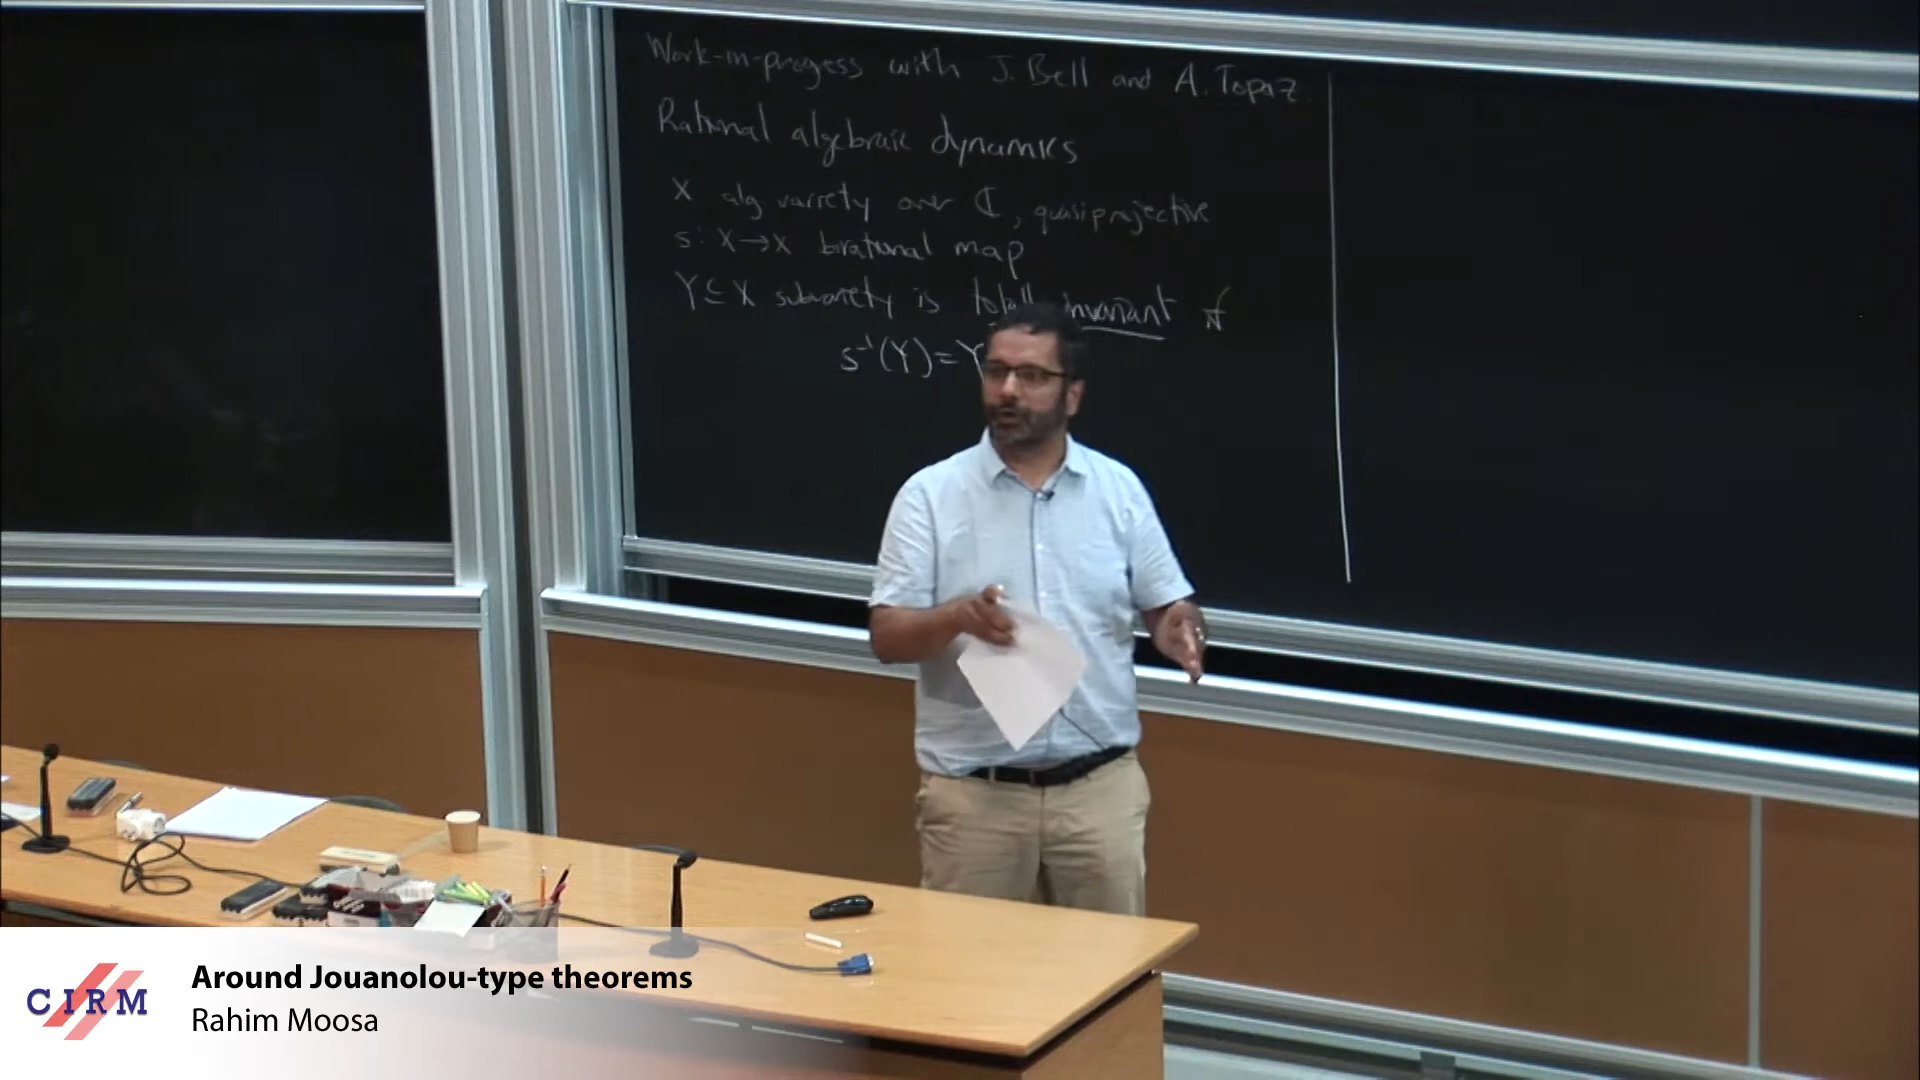 Work-in-progess with J. Bell and A. Topaz.
Rational algebraic dynamics
X alg. variety over ℂ, quasiprojective
s: X→X birational map
Y⊆X subvariety is totally invariant if
s⁻¹(Y)=Y
CIRM
Around Jouanolou-type theorems
Rahim Moosa